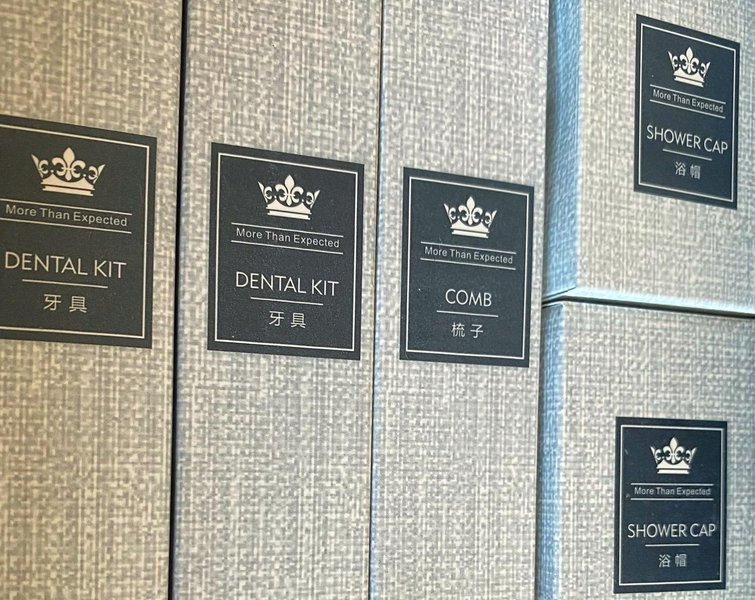 More Than Expected
DENTAL KIT
牙具
More Than Expected
DENTAL KIT
牙具
More Than Expected
COMB
梳子
More Than Expected
SHOWER CAP
浴帽
More Than Expected
SHOWER CAP
浴帽